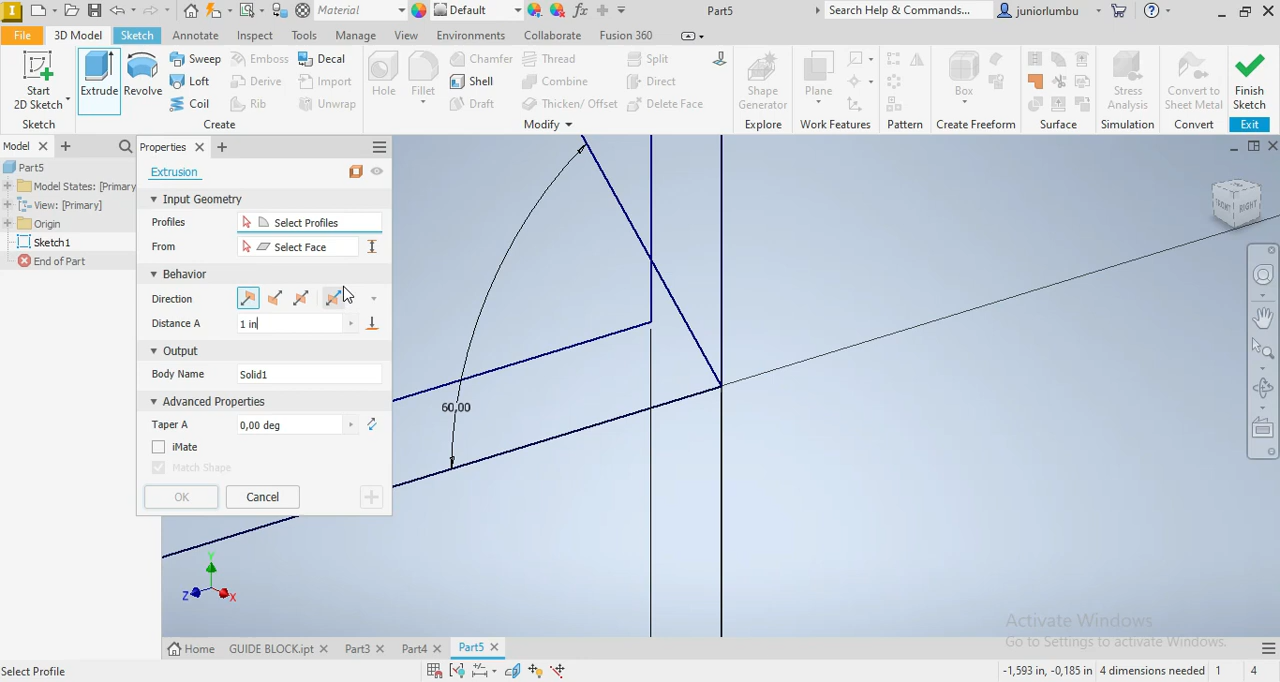 Material Default Part5 Search Help & Commands... juniorlumbu
File 3D Model Sketch Annotate Inspect Tools Manage View Environments Collaborate Fusion 360
Start 2D Sketch Extrude Revolve Sweep Emboss Decal Loft Derive Import Coil Rib Unwrap Hole Fillet Chamfer Thread Split Shell Combine Direct Draft Thicken/ Offset Delete Face Shape Generator Plane Box Stress Analysis Convert to Sheet Metal Finish Sketch
Sketch Create Modify Explore Work Features Pattern Create Freeform Surface Simulation Convert Exit
Model Properties
Part5
Extrusion
Model States: [Primary
View: [Primary]
Origin
Sketch1
End of Part
Input Geometry
Profiles Select Profiles
From Select Face
Behavior
Direction
Distance A 1 in
Output
Body Name Solid1
Advanced Properties
Taper A 0,00 deg
iMate
Match Shape
OK Cancel
60,00
FRONT RIGHT
Y
Z X
Activate Windows
Go to Settings to activate Windows.
Home GUIDE BLOCK.ipt Part3 Part4 Part5
Select Profile -1,593 in, -0,185 in 4 dimensions needed 1 4